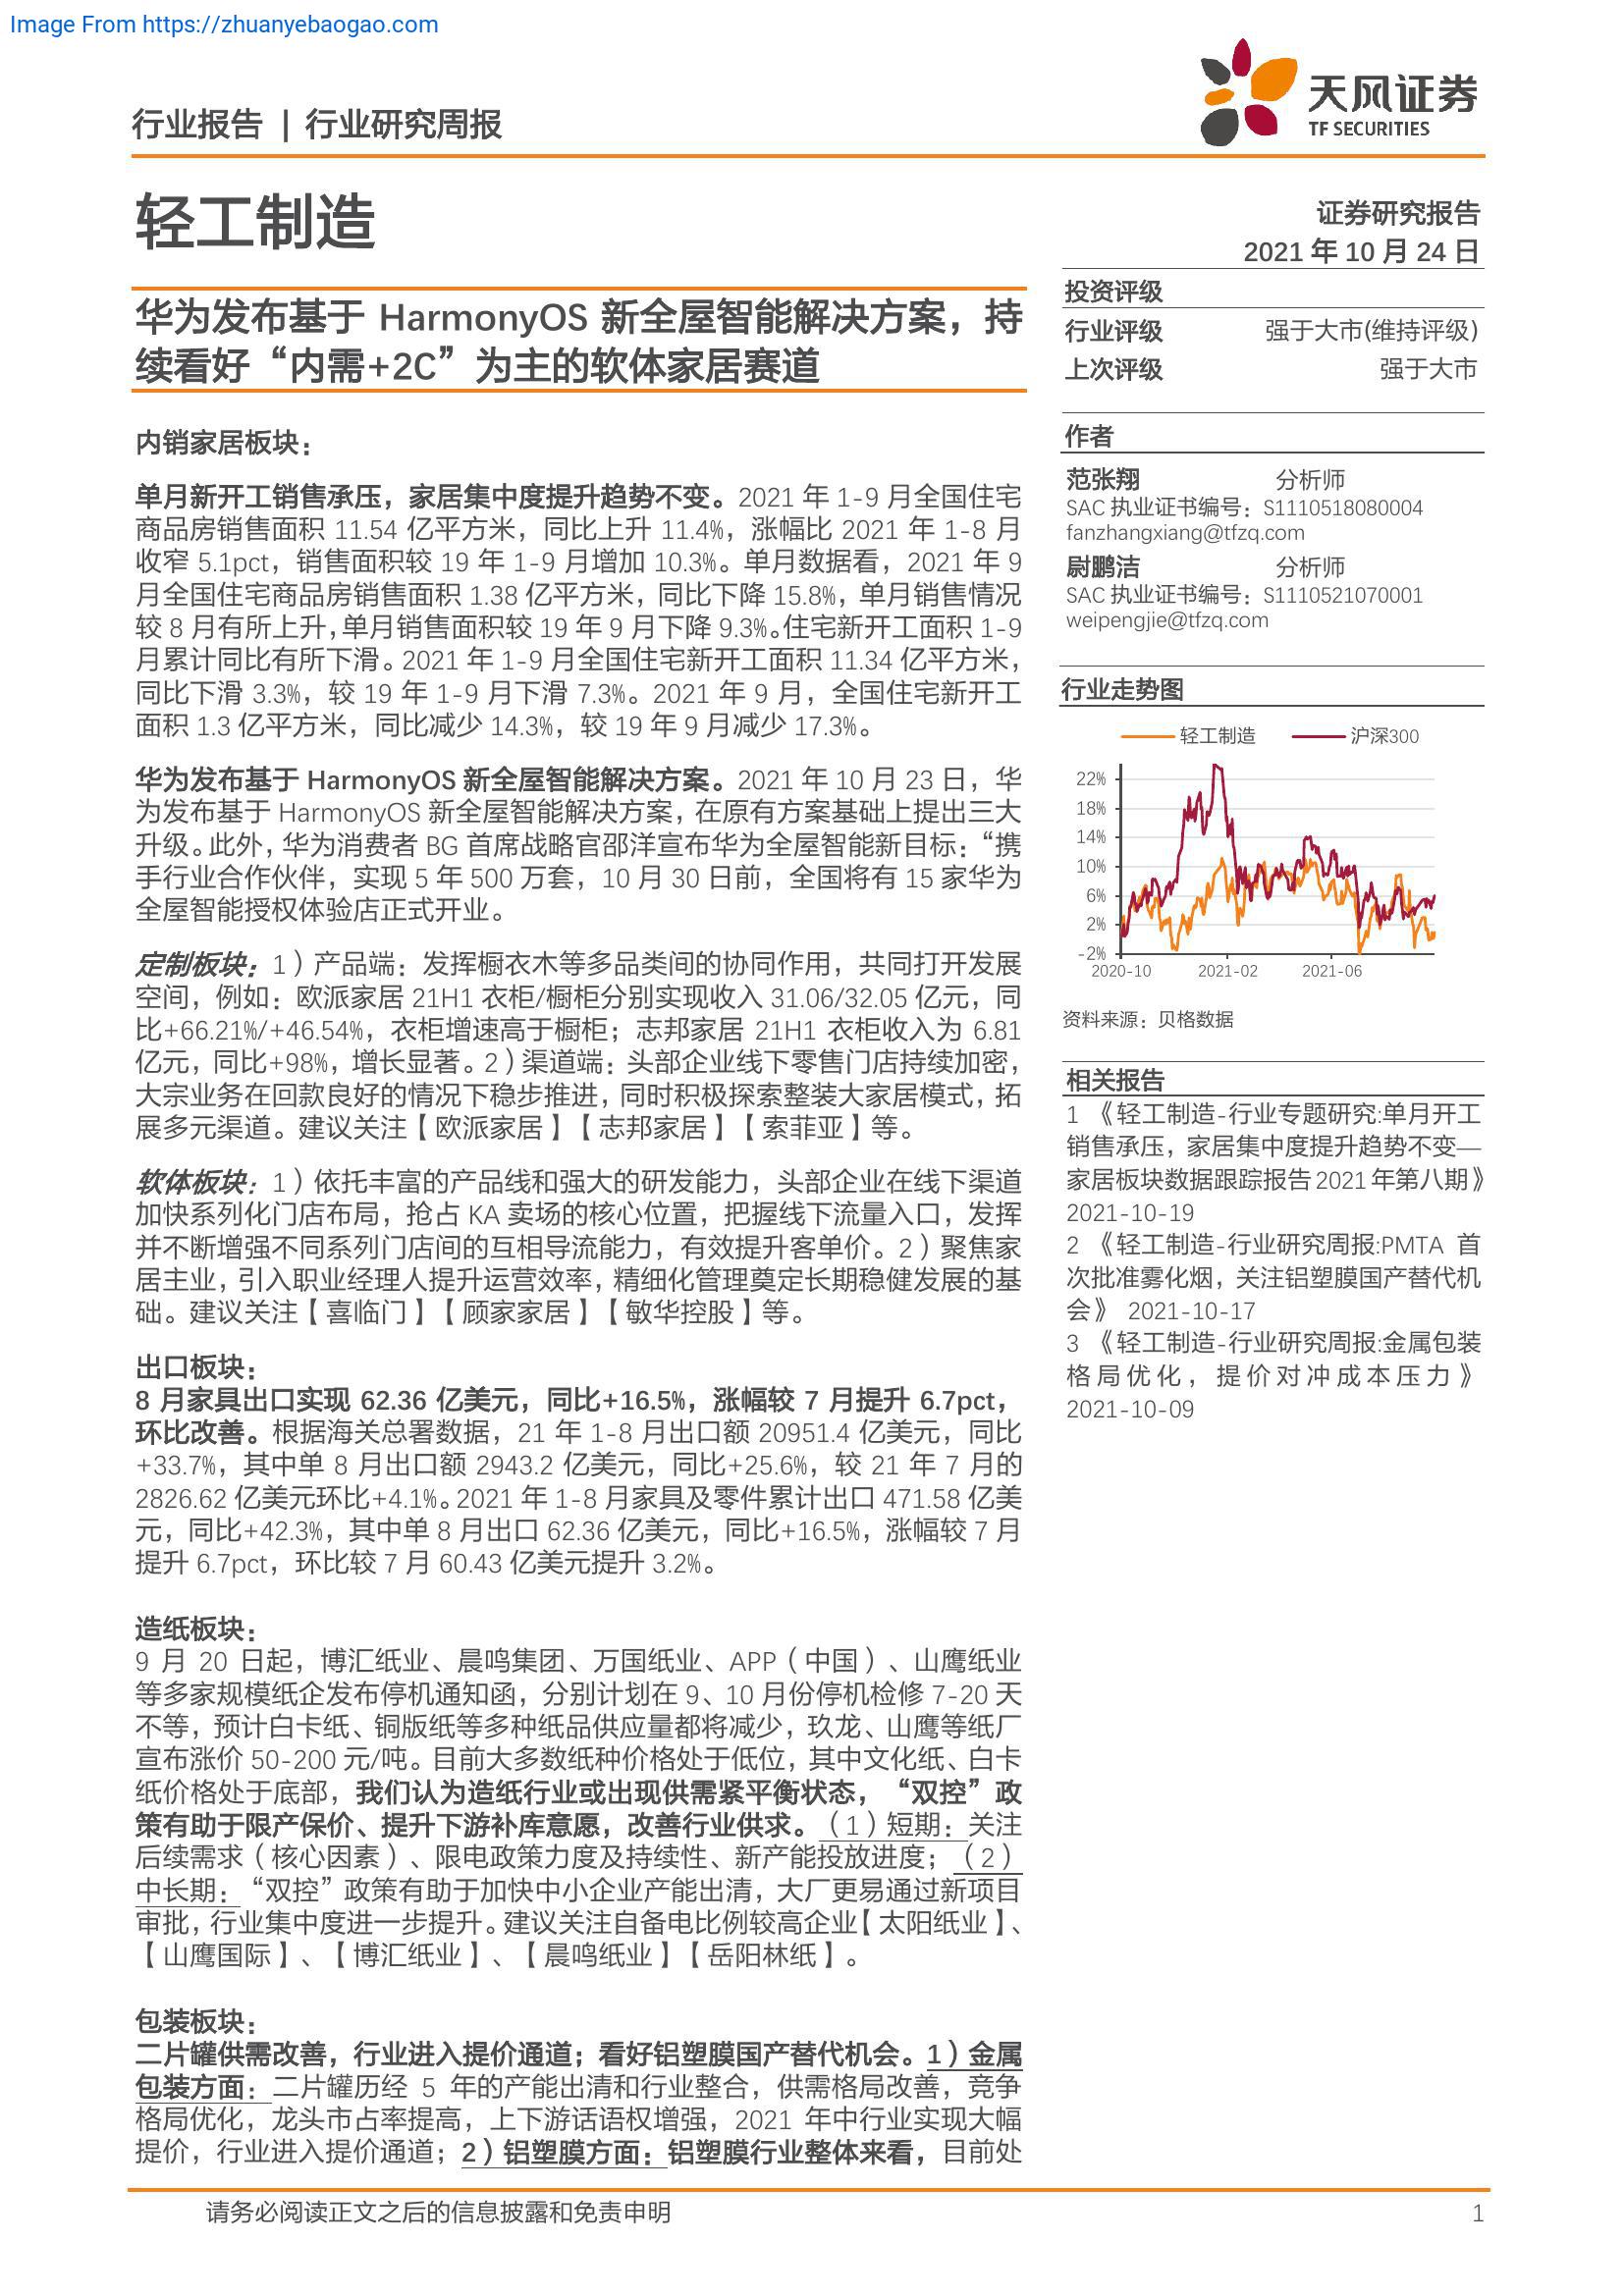 Image From https://zhuanyebaogao.com
行业报告 | 行业研究周报
天风证券
TF SECURITIES
轻工制造
证券研究报告
2021 年 10 月 24 日
华为发布基于 HarmonyOS 新全屋智能解决方案，持
续看好“内需+2C”为主的软体家居赛道
内销家居板块：
单月新开工销售承压，家居集中度提升趋势不变。2021 年 1-9 月全国住宅
商品房销售面积 11.54 亿平方米，同比上升 11.4%，涨幅比 2021 年 1-8 月
收窄 5.1pct，销售面积较 19 年 1-9 月增加 10.3%。单月数据看，2021 年 9
月全国住宅商品房销售面积 1.38 亿平方米，同比下降 15.8%，单月销售情况
较 8 月有所上升，单月销售面积较 19 年 9 月下降 9.3%。住宅新开工面积 1-9
月累计同比有所下滑。2021 年 1-9 月全国住宅新开工面积 11.34 亿平方米，
同比下滑 3.3%，较 19 年 1-9 月下滑 7.3%。2021 年 9 月，全国住宅新开工
面积 1.3 亿平方米，同比减少 14.3%，较 19 年 9 月减少 17.3%。
华为发布基于 HarmonyOS 新全屋智能解决方案。2021 年 10 月 23 日，华
为发布基于 HarmonyOS 新全屋智能解决方案，在原有方案基础上提出三大
升级。此外，华为消费者 BG 首席战略官邵洋宣布华为全屋智能新目标：“携
手行业合作伙伴，实现 5 年 500 万套，10 月 30 日前，全国将有 15 家华为
全屋智能授权体验店正式开业。
定制板块：1）产品端：发挥橱衣木等多品类间的协同作用，共同打开发展
空间，例如：欧派家居 21H1 衣柜/橱柜分别实现收入 31.06/32.05 亿元，同
比+66.21%/+46.54%，衣柜增速高于橱柜；志邦家居 21H1 衣柜收入为 6.81
亿元，同比+98%，增长显著。2）渠道端：头部企业线下零售门店持续加密，
大宗业务在回款良好的情况下稳步推进，同时积极探索整装大家居模式，拓
展多元渠道。建议关注【欧派家居】【志邦家居】【索菲亚】等。
软体板块：1）依托丰富的产品线和强大的研发能力，头部企业在线下渠道
加快系列化门店布局，抢占 KA 卖场的核心位置，把握线下流量入口，发挥
并不断增强不同系列门店间的互相导流能力，有效提升客单价。2）聚焦家
居主业，引入职业经理人提升运营效率，精细化管理奠定长期稳健发展的基
础。建议关注【喜临门】【顾家家居】【敏华控股】等。
出口板块：
8 月家具出口实现 62.36 亿美元，同比+16.5%，涨幅较 7 月提升 6.7pct，
环比改善。根据海关总署数据，21 年 1-8 月出口额 20951.4 亿美元，同比
+33.7%，其中单 8 月出口额 2943.2 亿美元，同比+25.6%，较 21 年 7 月的
2826.62 亿美元环比+4.1%。2021 年 1-8 月家具及零件累计出口 471.58 亿美
元，同比+42.3%，其中单 8 月出口 62.36 亿美元，同比+16.5%，涨幅较 7 月
提升 6.7pct，环比较 7 月 60.43 亿美元提升 3.2%。
造纸板块：
9 月 20 日起，博汇纸业、晨鸣集团、万国纸业、APP（中国）、山鹰纸业
等多家规模纸企发布停机通知函，分别计划在 9、10 月份停机检修 7-20 天
不等，预计白卡纸、铜版纸等多种纸品供应量都将减少，玖龙、山鹰等纸厂
宣布涨价 50-200 元/吨。目前大多数纸种价格处于低位，其中文化纸、白卡
纸价格处于底部，我们认为造纸行业或出现供需紧平衡状态，“双控”政
策有助于限产保价、提升下游补库意愿，改善行业供求。（1）短期：关注
后续需求（核心因素）、限电政策力度及持续性、新产能投放进度；（2）
中长期：“双控”政策有助于加快中小企业产能出清，大厂更易通过新项目
审批，行业集中度进一步提升。建议关注自备电比例较高企业【太阳纸业】、
【山鹰国际】、【博汇纸业】、【晨鸣纸业】【岳阳林纸】。
包装板块：
二片罐供需改善，行业进入提价通道；看好铝塑膜国产替代机会。1）金属
包装方面：二片罐历经 5 年的产能出清和行业整合，供需格局改善，竞争
格局优化，龙头市占率提高，上下游话语权增强，2021 年中行业实现大幅
提价，行业进入提价通道；2）铝塑膜方面：铝塑膜行业整体来看，目前处
投资评级
行业评级 强于大市(维持评级)
上次评级 强于大市
作者
范张翔 分析师
SAC 执业证书编号：S1110518080004
fanzhangxiang@tfzq.com
尉鹏洁 分析师
SAC 执业证书编号：S1110521070001
weipengjie@tfzq.com
行业走势图
轻工制造 沪深300
22%
18%
14%
10%
6%
2%
-2%
2020-10 2021-02 2021-06
资料来源：贝格数据
相关报告
1 《轻工制造-行业专题研究:单月开工
销售承压，家居集中度提升趋势不变—
家居板块数据跟踪报告 2021 年第八期》
2021-10-19
2 《轻工制造-行业研究周报:PMTA 首
次批准雾化烟，关注铝塑膜国产替代机
会》 2021-10-17
3 《轻工制造-行业研究周报:金属包装
格局优化，提价对冲成本压力》
2021-10-09
请务必阅读正文之后的信息披露和免责申明 1